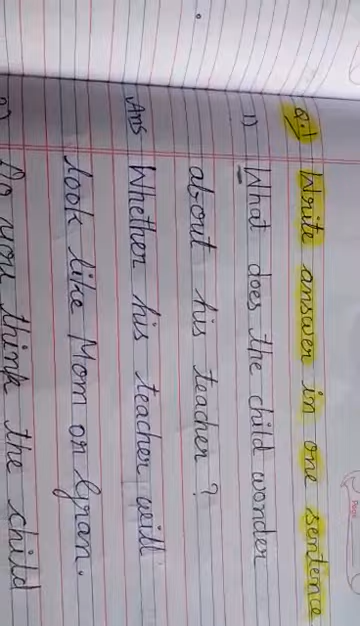 Q:1) Write answer in one sentence
1) What does the child wonder
about his teacher?
Ans Whether his teacher will
look like Mom or Gran.
Do you think the child